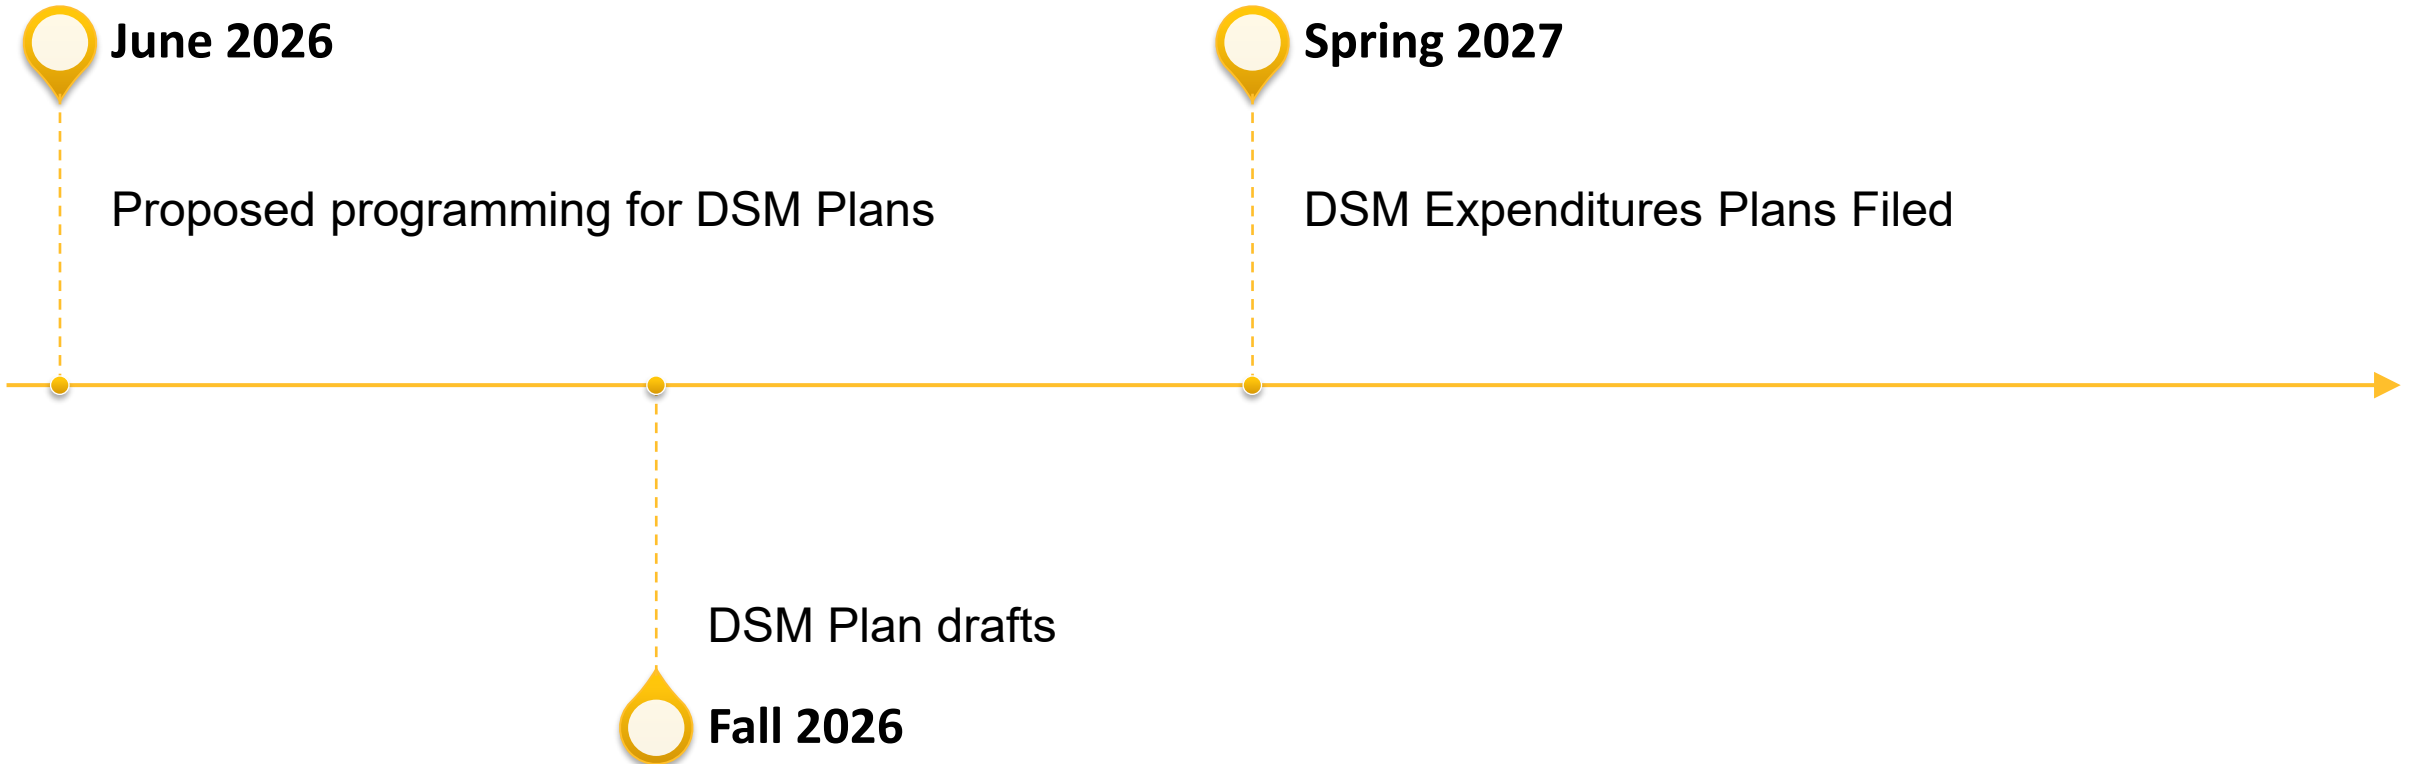 June 2026
Proposed programming for DSM Plans
Spring 2027
DSM Expenditures Plans Filed
DSM Plan drafts
Fall 2026